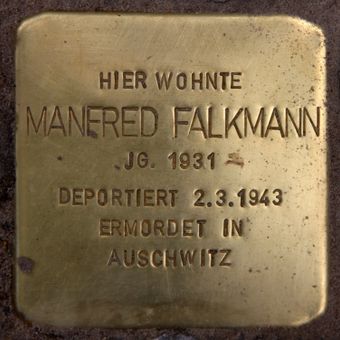 HIER WOHNTE
MANFRED FALKMANN
JG. 1931
DEPORTIERT 2.3.1943
ERMORDET IN
AUSCHWITZ